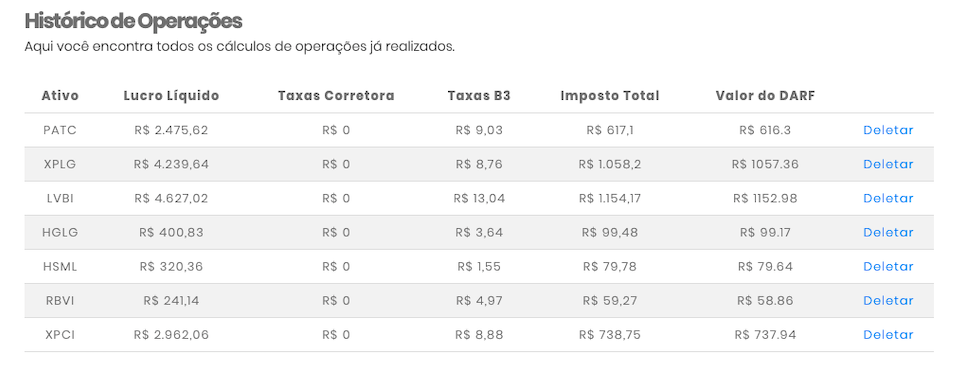 Histórico de Operações
Aqui você encontra todos os cálculos de operações já realizados.
Ativo Lucro Líquido Taxas Corretora Taxas B3 Imposto Total Valor do DARF
PATC R$ 2.475,62 R$ 0 R$ 9,03 R$ 617,1 R$ 616.3 Deletar
XPLG R$ 4.239,64 R$ 0 R$ 8,76 R$ 1.058,2 R$ 1057.36 Deletar
LVBI R$ 4.627,02 R$ 0 R$ 13,04 R$ 1.154,17 R$ 1152.98 Deletar
HGLG R$ 400,83 R$ 0 R$ 3,64 R$ 99,48 R$ 99.17 Deletar
HSML R$ 320,36 R$ 0 R$ 1,55 R$ 79,78 R$ 79.64 Deletar
RBVI R$ 241,14 R$ 0 R$ 4,97 R$ 59,27 R$ 58.86 Deletar
XPCI R$ 2.962,06 R$ 0 R$ 8,88 R$ 738,75 R$ 737.94 Deletar